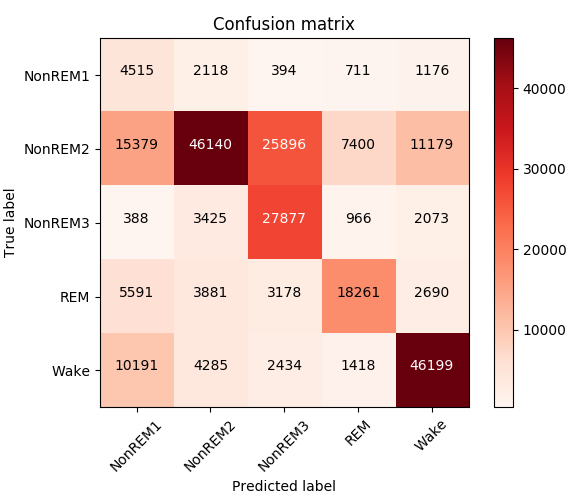 Confusion matrix
True label
NonREM1 4515 2118 394 711 1176
NonREM2 15379 46140 25896 7400 11179
NonREM3 388 3425 27877 966 2073
REM 5591 3881 3178 18261 2690
Wake 10191 4285 2434 1418 46199
NonREM1 NonREM2 NonREM3 REM Wake
Predicted label
40000
30000
20000
10000